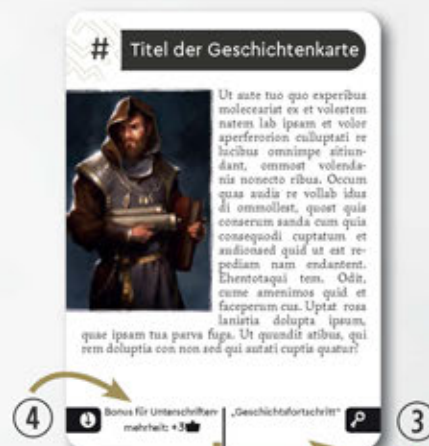 # Titel der Geschichtenkarte
Ut aute tuo quo experibus
molecearist ex et volestem
natem lab ipsam et volor
aperferorion culluptati re
lucibus omnimpe sitiun-
dant, ommost volenda-
nis nonecto ribus. Occum
quas audis re vollab idus
di ommollest, quost quis
conserum sanda cum quia
consequodi cuptatum et
audionsed quid ut est re-
pediam nam endantent.
Ehentotaqui tem. Odit,
cume amenimos quid et
faceperum cus. Uptat rosa
lanistia dolupta ipsum,
quae ipsam tua parva fuga. Ut quundit atibus, qui
rem doluptia con non sed qui autati cuptis quatur?
4
Bonus für Unterschriften-
mehrheit: +3
„Geschichtsfortschritt“
3